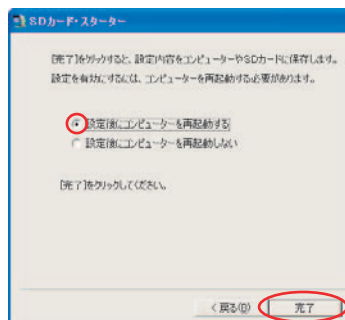 SDカード・スターター
[完了]をクリックすると、設定内容をコンピューターやSDカードに保存します。
設定を有効にするには、コンピューターを再起動する必要があります。
設定後にコンピューターを再起動する
設定後にコンピューターを再起動しない
[完了]をクリックしてください。
< 戻る(B)
完了